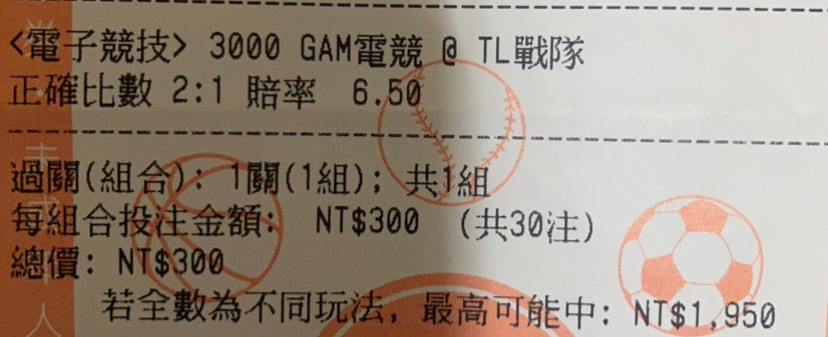 <電子競技> 3000 GAM電競 @ TL戰隊
正確比數 2:1 賠率 6.50
過關(組合): 1關(1組); 共1組
每組合投注金額: NT$300 (共30注)
總價: NT$300
若全數為不同玩法, 最高可能中: NT$1,950